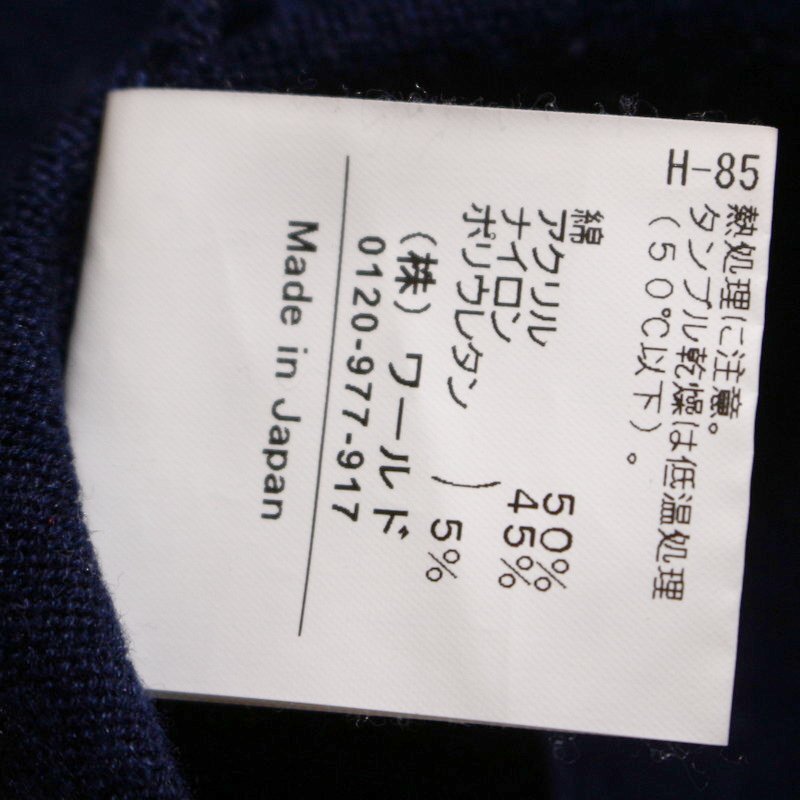 H-85
熱処理に注意。
タンブル乾燥は低温処理
（50℃以下）。
綿 50%
アクリル 45%
ナイロン
ポリウレタン ) 5%
（株）ワールド
0120-977-917
Made in Japan